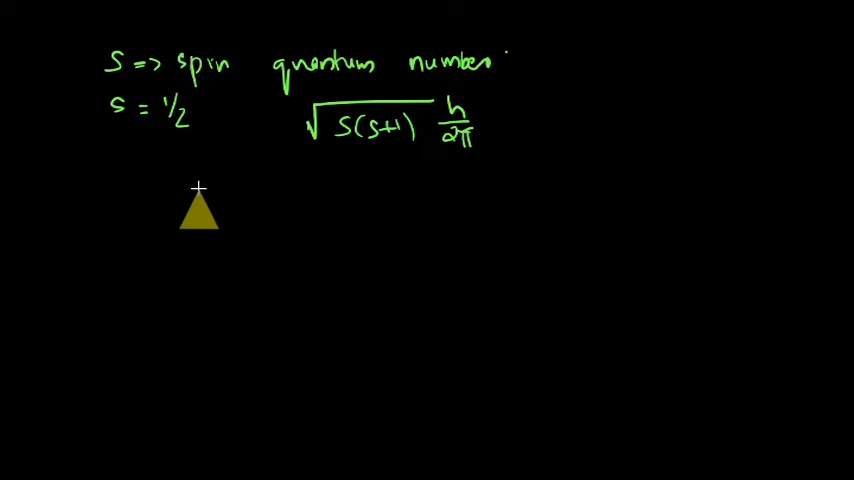 S => spin quantum number
s = 1/2 √S(s+1) h/2π